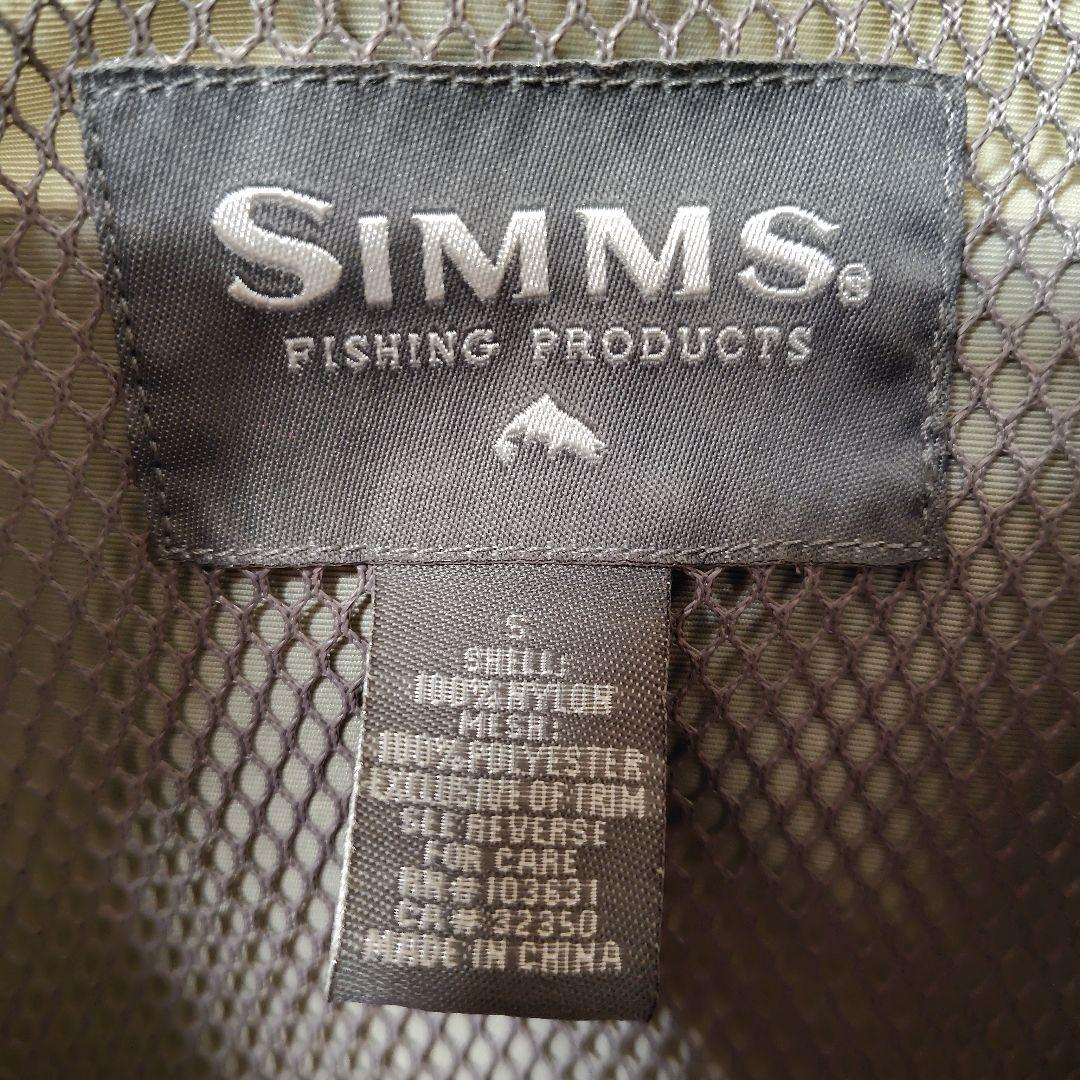 SIMMS®
FISHING PRODUCTS
S
SHELL:
100% NYLON
MESH:
100% POLYESTER
EXCLUSIVE OF TRIM
SEE REVERSE
FOR CARE
RN# 103631
CA# 32350
MADE IN CHINA